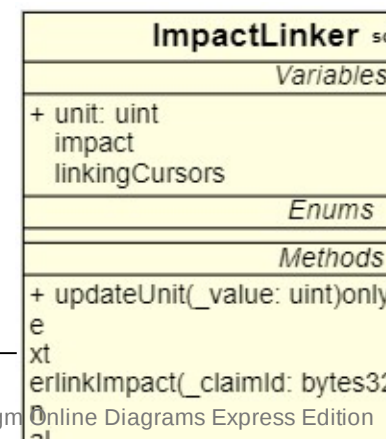 ImpactLinker
Variables
+ unit: uint
impact
linkingCursors
Enums
Methods
+ updateUnit(_value: uint)only
e
xt
erlinkImpact(_claimId: bytes32
Online Diagrams Express Edition